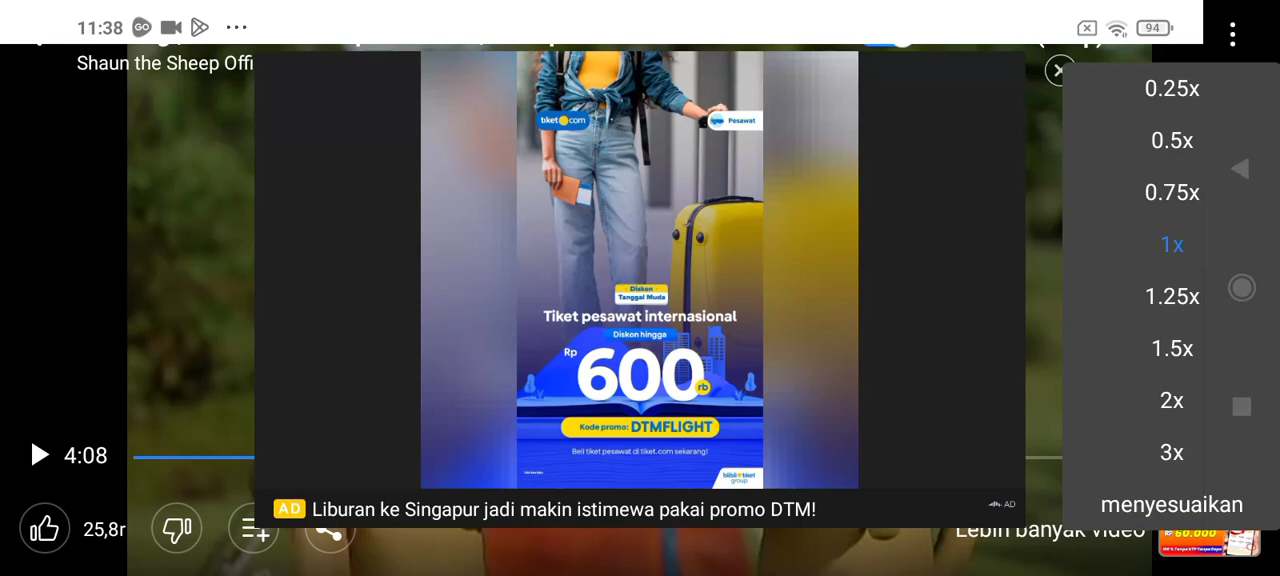 11:38
GO
94
Shaun the Sheep Offi
tiket.com
Pesawat
Diskon
Tanggal Muda
Tiket pesawat internasional
Diskon hingga
Rp
600
rb
Kode promo: DTMFLIGHT
Beli tiket pesawat di tiket.com sekarang!
blibli tiket
group
AD Liburan ke Singapur jadi makin istimewa pakai promo DTM!
AD
0.25x
0.5x
0.75x
1x
1.25x
1.5x
2x
3x
menyesuaikan
4:08
25,8r
Lebih banyak video